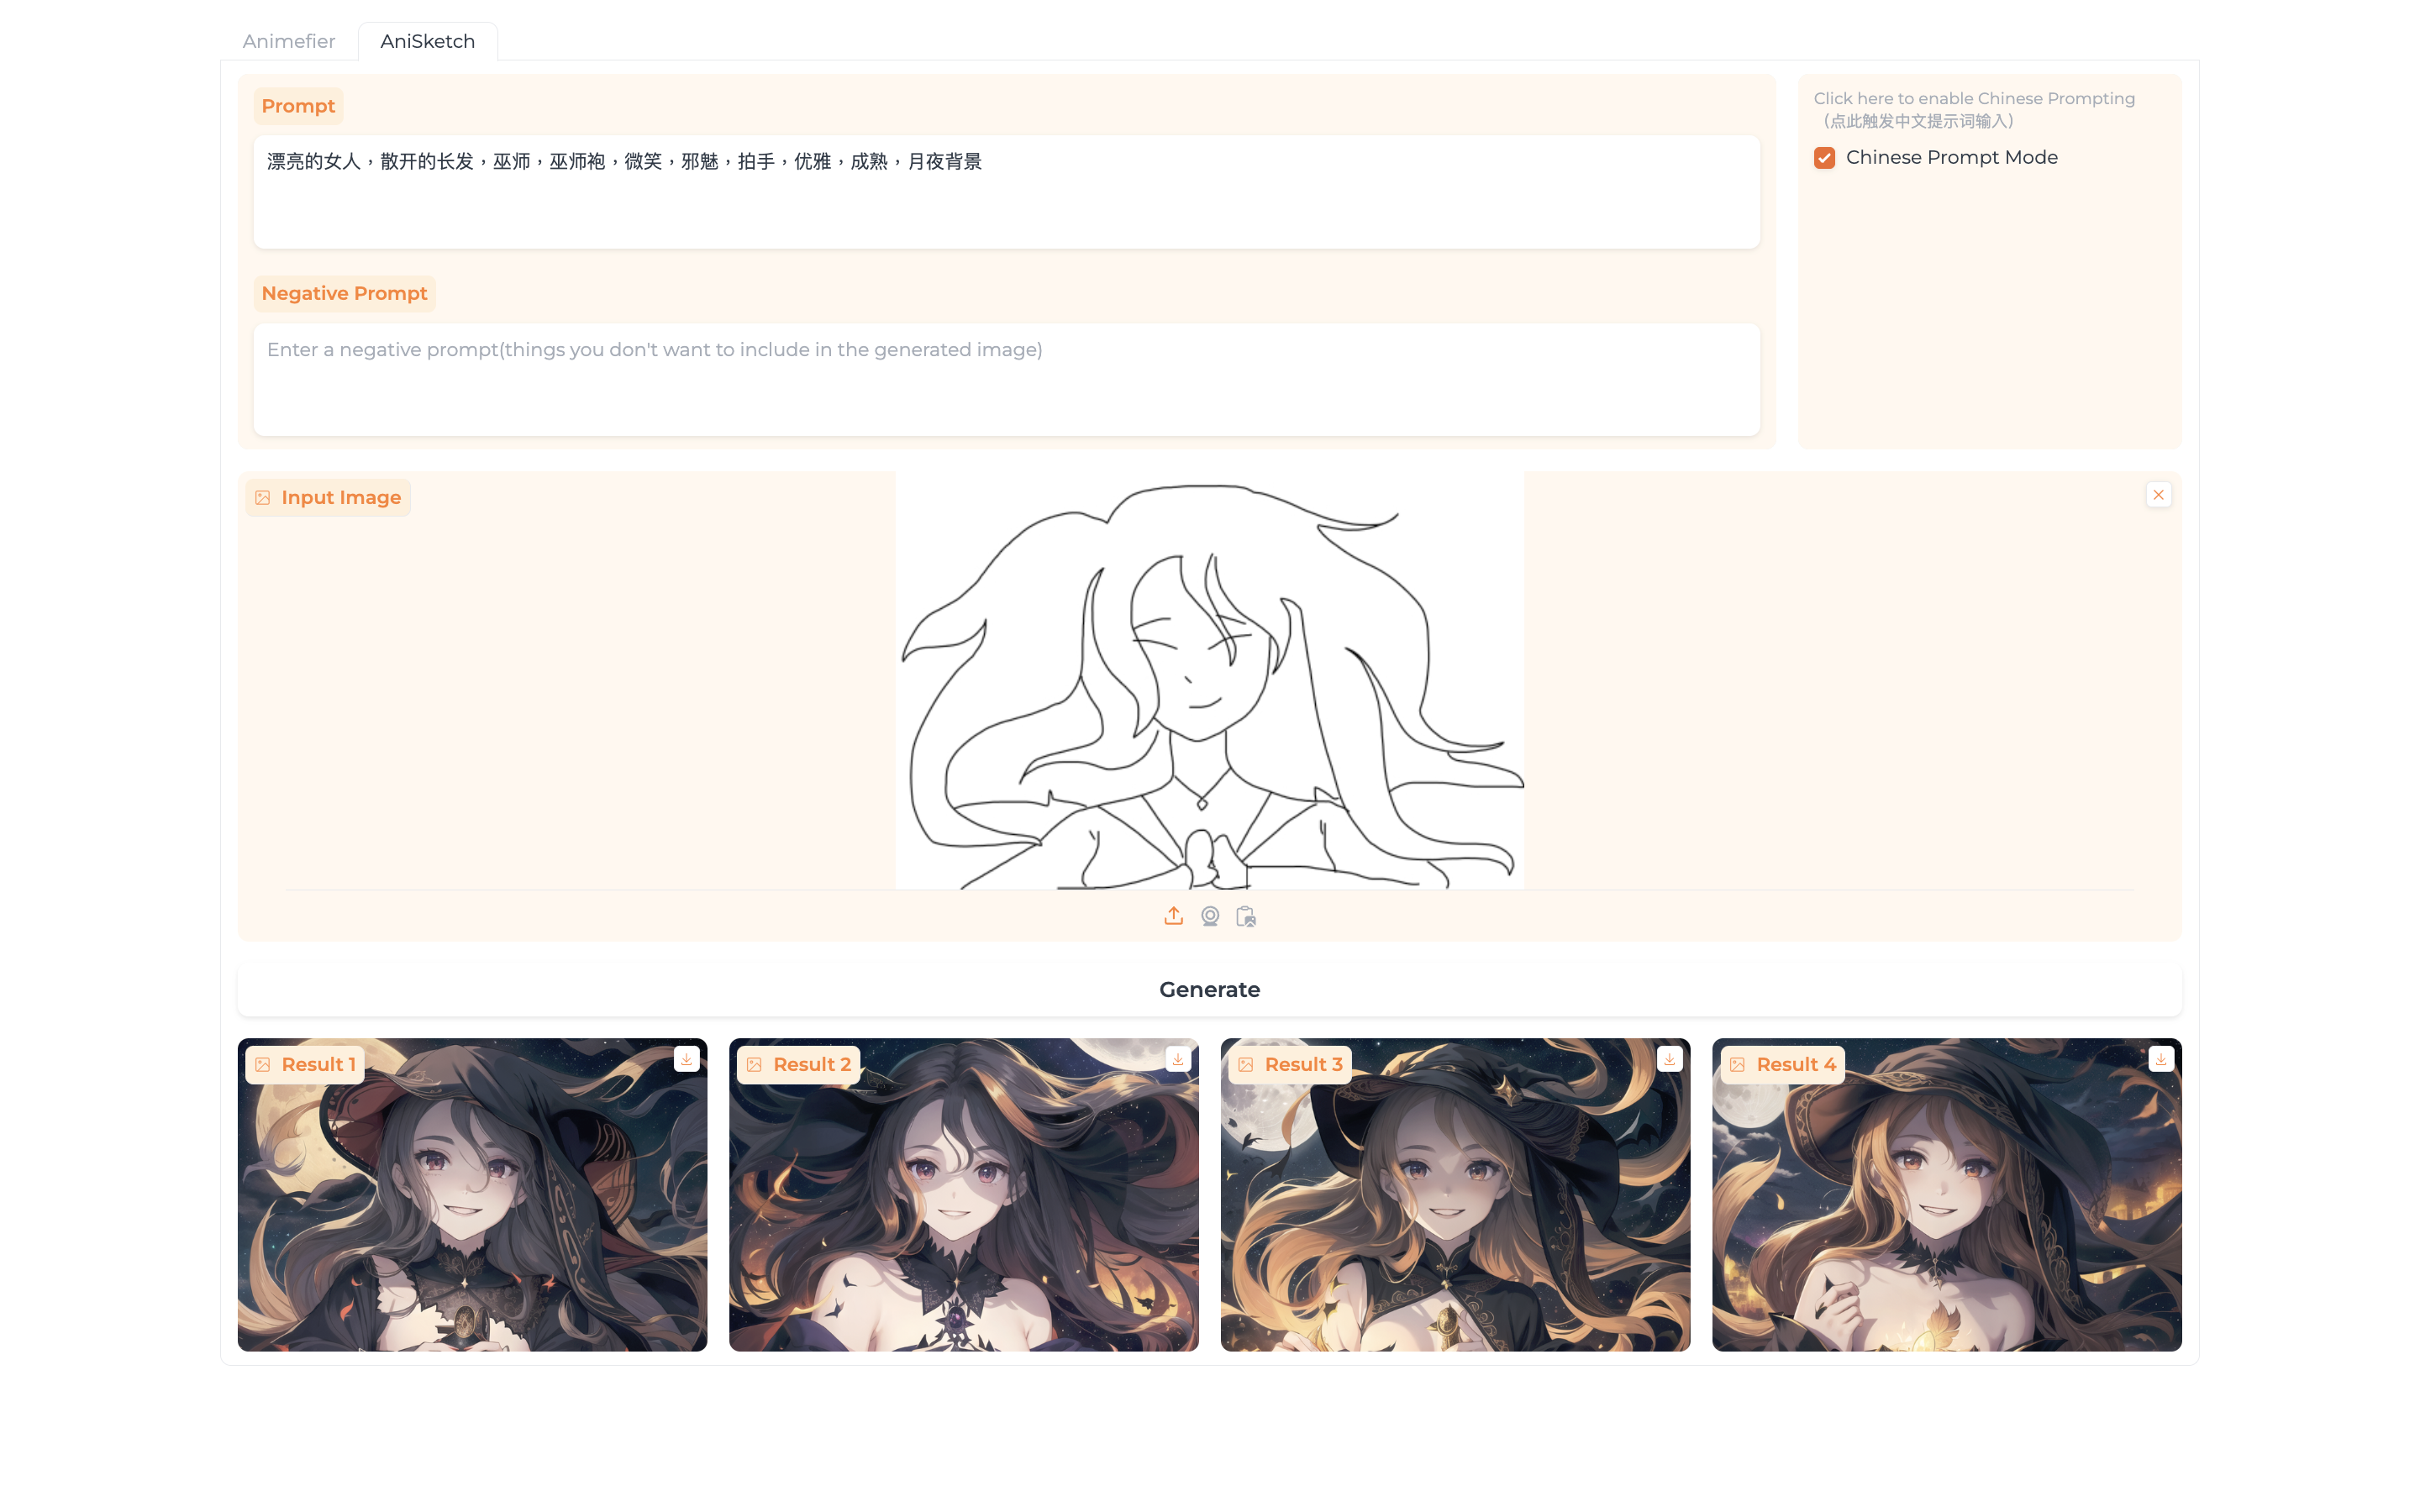 Animefier
AniSketch
Prompt
漂亮的女人，散开的长发，巫师，巫师袍，微笑，邪魅，拍手，优雅，成熟，月夜背景
Negative Prompt
Enter a negative prompt(things you don't want to include in the generated image)
Click here to enable Chinese Prompting
（点此触发中文提示词输入）
Chinese Prompt Mode
Input Image
Generate
Result 1
Result 2
Result 3
Result 4